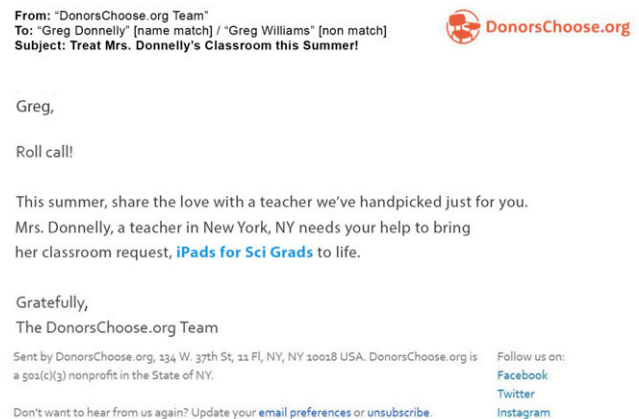 From: “DonorsChoose.org Team”
To: “Greg Donnelly” [name match] / “Greg Williams” [non match]
Subject: Treat Mrs. Donnelly’s Classroom this Summer!
DonorsChoose.org
Greg,
Roll call!
This summer, share the love with a teacher we’ve handpicked just for you.
Mrs. Donnelly, a teacher in New York, NY needs your help to bring
her classroom request, iPads for Sci Grads to life.
Gratefully,
The DonorsChoose.org Team
Sent by DonorsChoose.org, 134 W. 37th St, 11 Fl, NY, NY 10018 USA. DonorsChoose.org is
a 501(c)(3) nonprofit in the State of NY.
Don't want to hear from us again? Update your email preferences or unsubscribe.
Follow us on:
Facebook
Twitter
Instagram